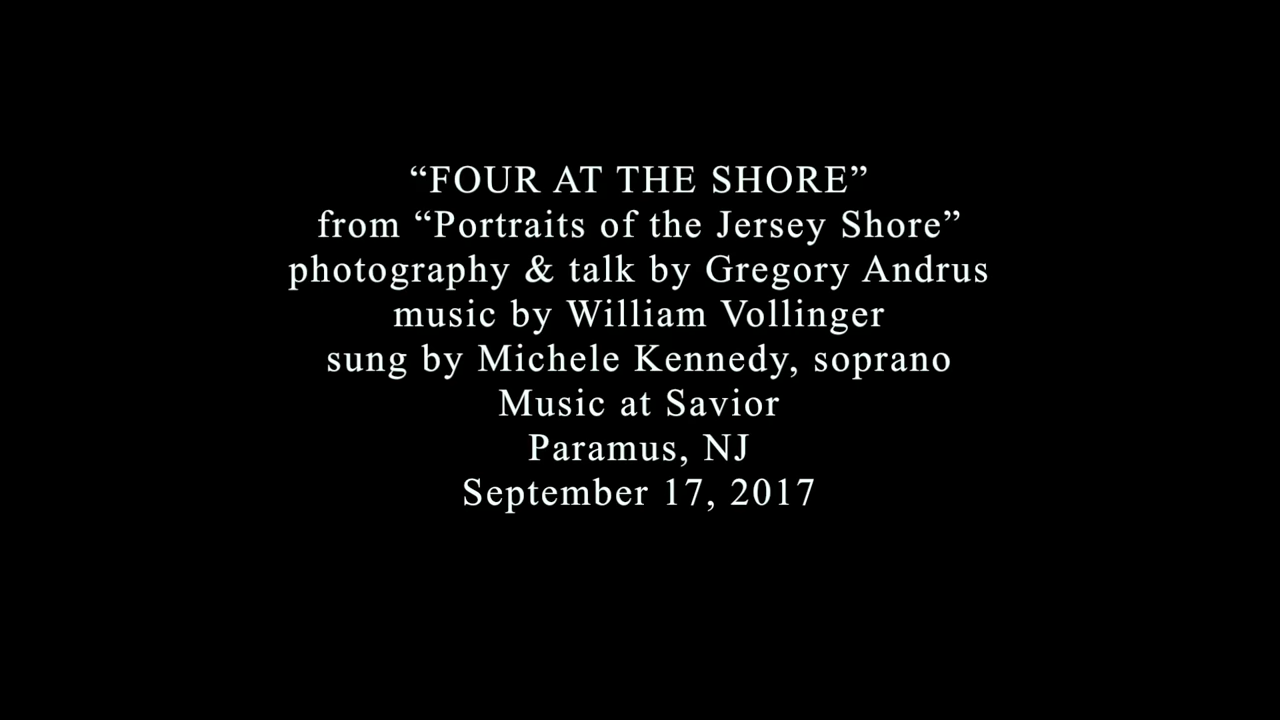 “FOUR AT THE SHORE”
from “Portraits of the Jersey Shore”
photography & talk by Gregory Andrus
music by William Vollinger
sung by Michele Kennedy, soprano
Music at Savior
Paramus, NJ
September 17, 2017